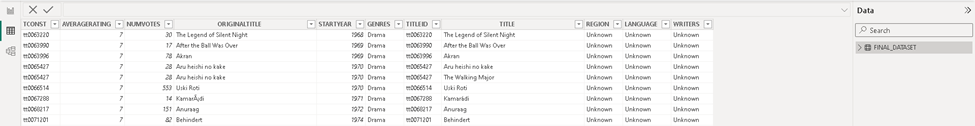 Data
TCONST AVERAGERATING NUMVOTES ORIGINALTITLE STARTYEAR GENRES TITLEID TITLE REGION LANGUAGE WRITERS
Search
tt0063220 7 30 The Legend of Silent Night 1968 Drama tt0063220 The Legend of Silent Night Unknown Unknown Unknown
tt0063990 7 17 After the Ball Was Over 1969 Drama tt0063990 After the Ball Was Over Unknown Unknown Unknown
FINAL_DATASET
tt0063996 7 78 Akran 1969 Drama tt0063996 Akran Unknown Unknown Unknown
tt0065427 7 28 Aru heishi no kake 1970 Drama tt0065427 Aru heishi no kake Unknown Unknown Unknown
tt0065427 7 28 Aru heishi no kake 1970 Drama tt0065427 The Walking Major Unknown Unknown Unknown
tt0066514 7 553 Uski Roti 1970 Drama tt0066514 Uski Roti Unknown Unknown Unknown
tt0067288 7 14 1971 Drama tt0067288 Kamarádi Unknown Unknown Unknown
tt0068217 7 151 Anuraag 1972 Drama tt0068217 Anuraag Unknown Unknown Unknown
tt0071201 7 82 Behindert 1974 Drama tt0071201 Behindert Unknown Unknown Unknown